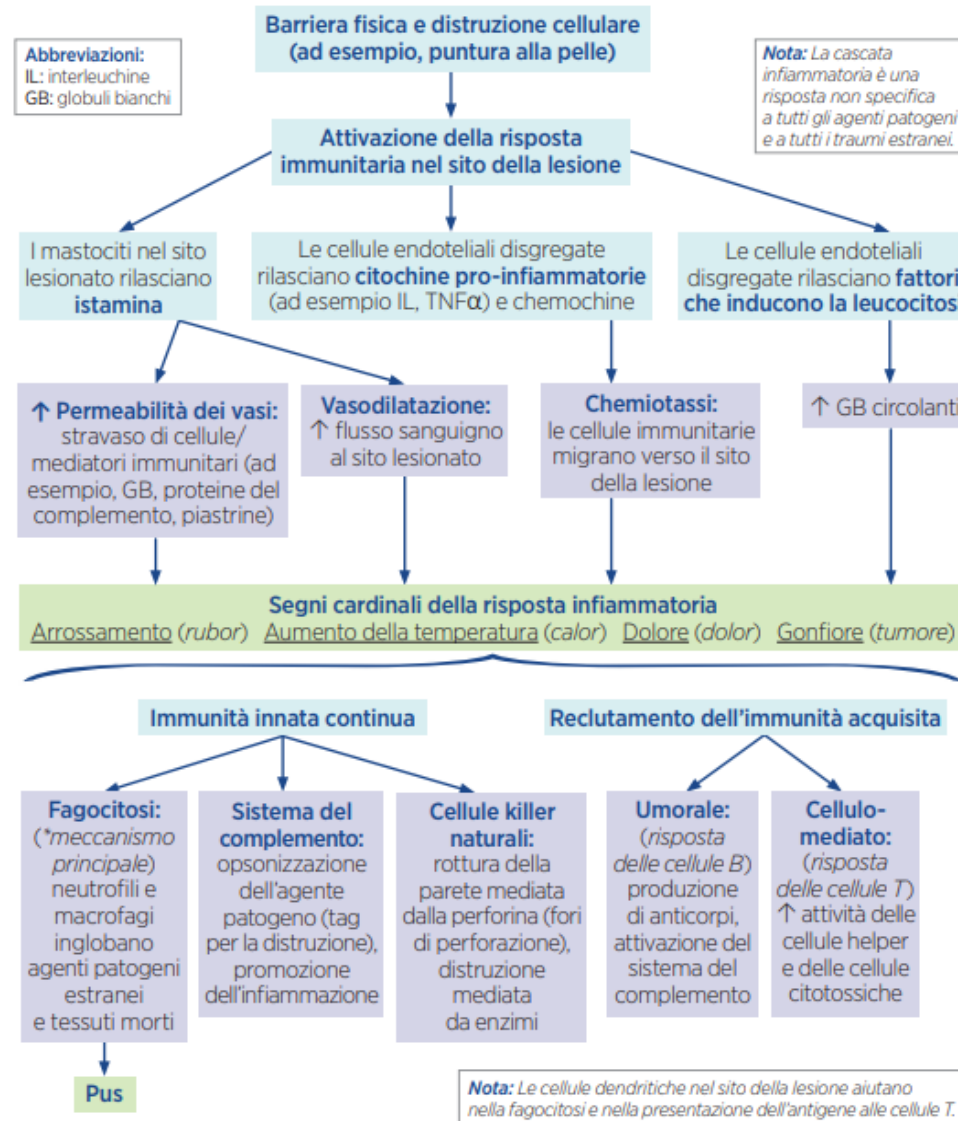 Barriera fisica e distruzione cellulare
(ad esempio, puntura alla pelle)
Abbreviazioni:
IL: interleuchine
GB: globuli bianchi
Nota: La cascata
infiammatoria è una
risposta non specifica
a tutti gli agenti patogeni
e a tutti i traumi estranei.
Attivazione della risposta
immunitaria nel sito della lesione
I mastociti nel sito
lesionato rilasciano
istamina
Le cellule endoteliali disgregate
rilasciano citochine pro-infiammatorie
(ad esempio IL, TNFα) e chemochine
Le cellule endoteliali
disgregate rilasciano fattori
che inducono la leucocitos
↑ Permeabilità dei vasi:
stravaso di cellule/
mediatori immunitari (ad
esempio, GB, proteine del
complemento, piastrine)
Vasodilatazione:
↑ flusso sanguigno
al sito lesionato
Chemiotassi:
le cellule immunitarie
migrano verso il sito
della lesione
↑ GB circolanti
Segni cardinali della risposta infiammatoria
Arrossamento (rubor) Aumento della temperatura (calor) Dolore (dolor) Gonfiore (tumore)
Immunità innata continua
Reclutamento dell'immunità acquisita
Fagocitosi:
(*meccanismo
principale)
neutrofili e
macrofagi
inglobano
agenti patogeni
estranei
e tessuti morti
Sistema del
complemento:
opsonizzazione
dell'agente
patogeno (tag
per la distruzione),
promozione
dell'infiammazione
Cellule killer
naturali:
rottura della
parete mediata
dalla perforina (fori
di perforazione),
distruzione
mediata
da enzimi
Umorale:
(risposta
delle cellule B)
produzione
di anticorpi,
attivazione del
sistema del
complemento
Cellulo-
mediato:
(risposta
delle cellule T)
↑ attività delle
cellule helper
e delle cellule
citotossiche
Pus
Nota: Le cellule dendritiche nel sito della lesione aiutano
nella fagocitosi e nella presentazione dell'antigene alle cellule T.